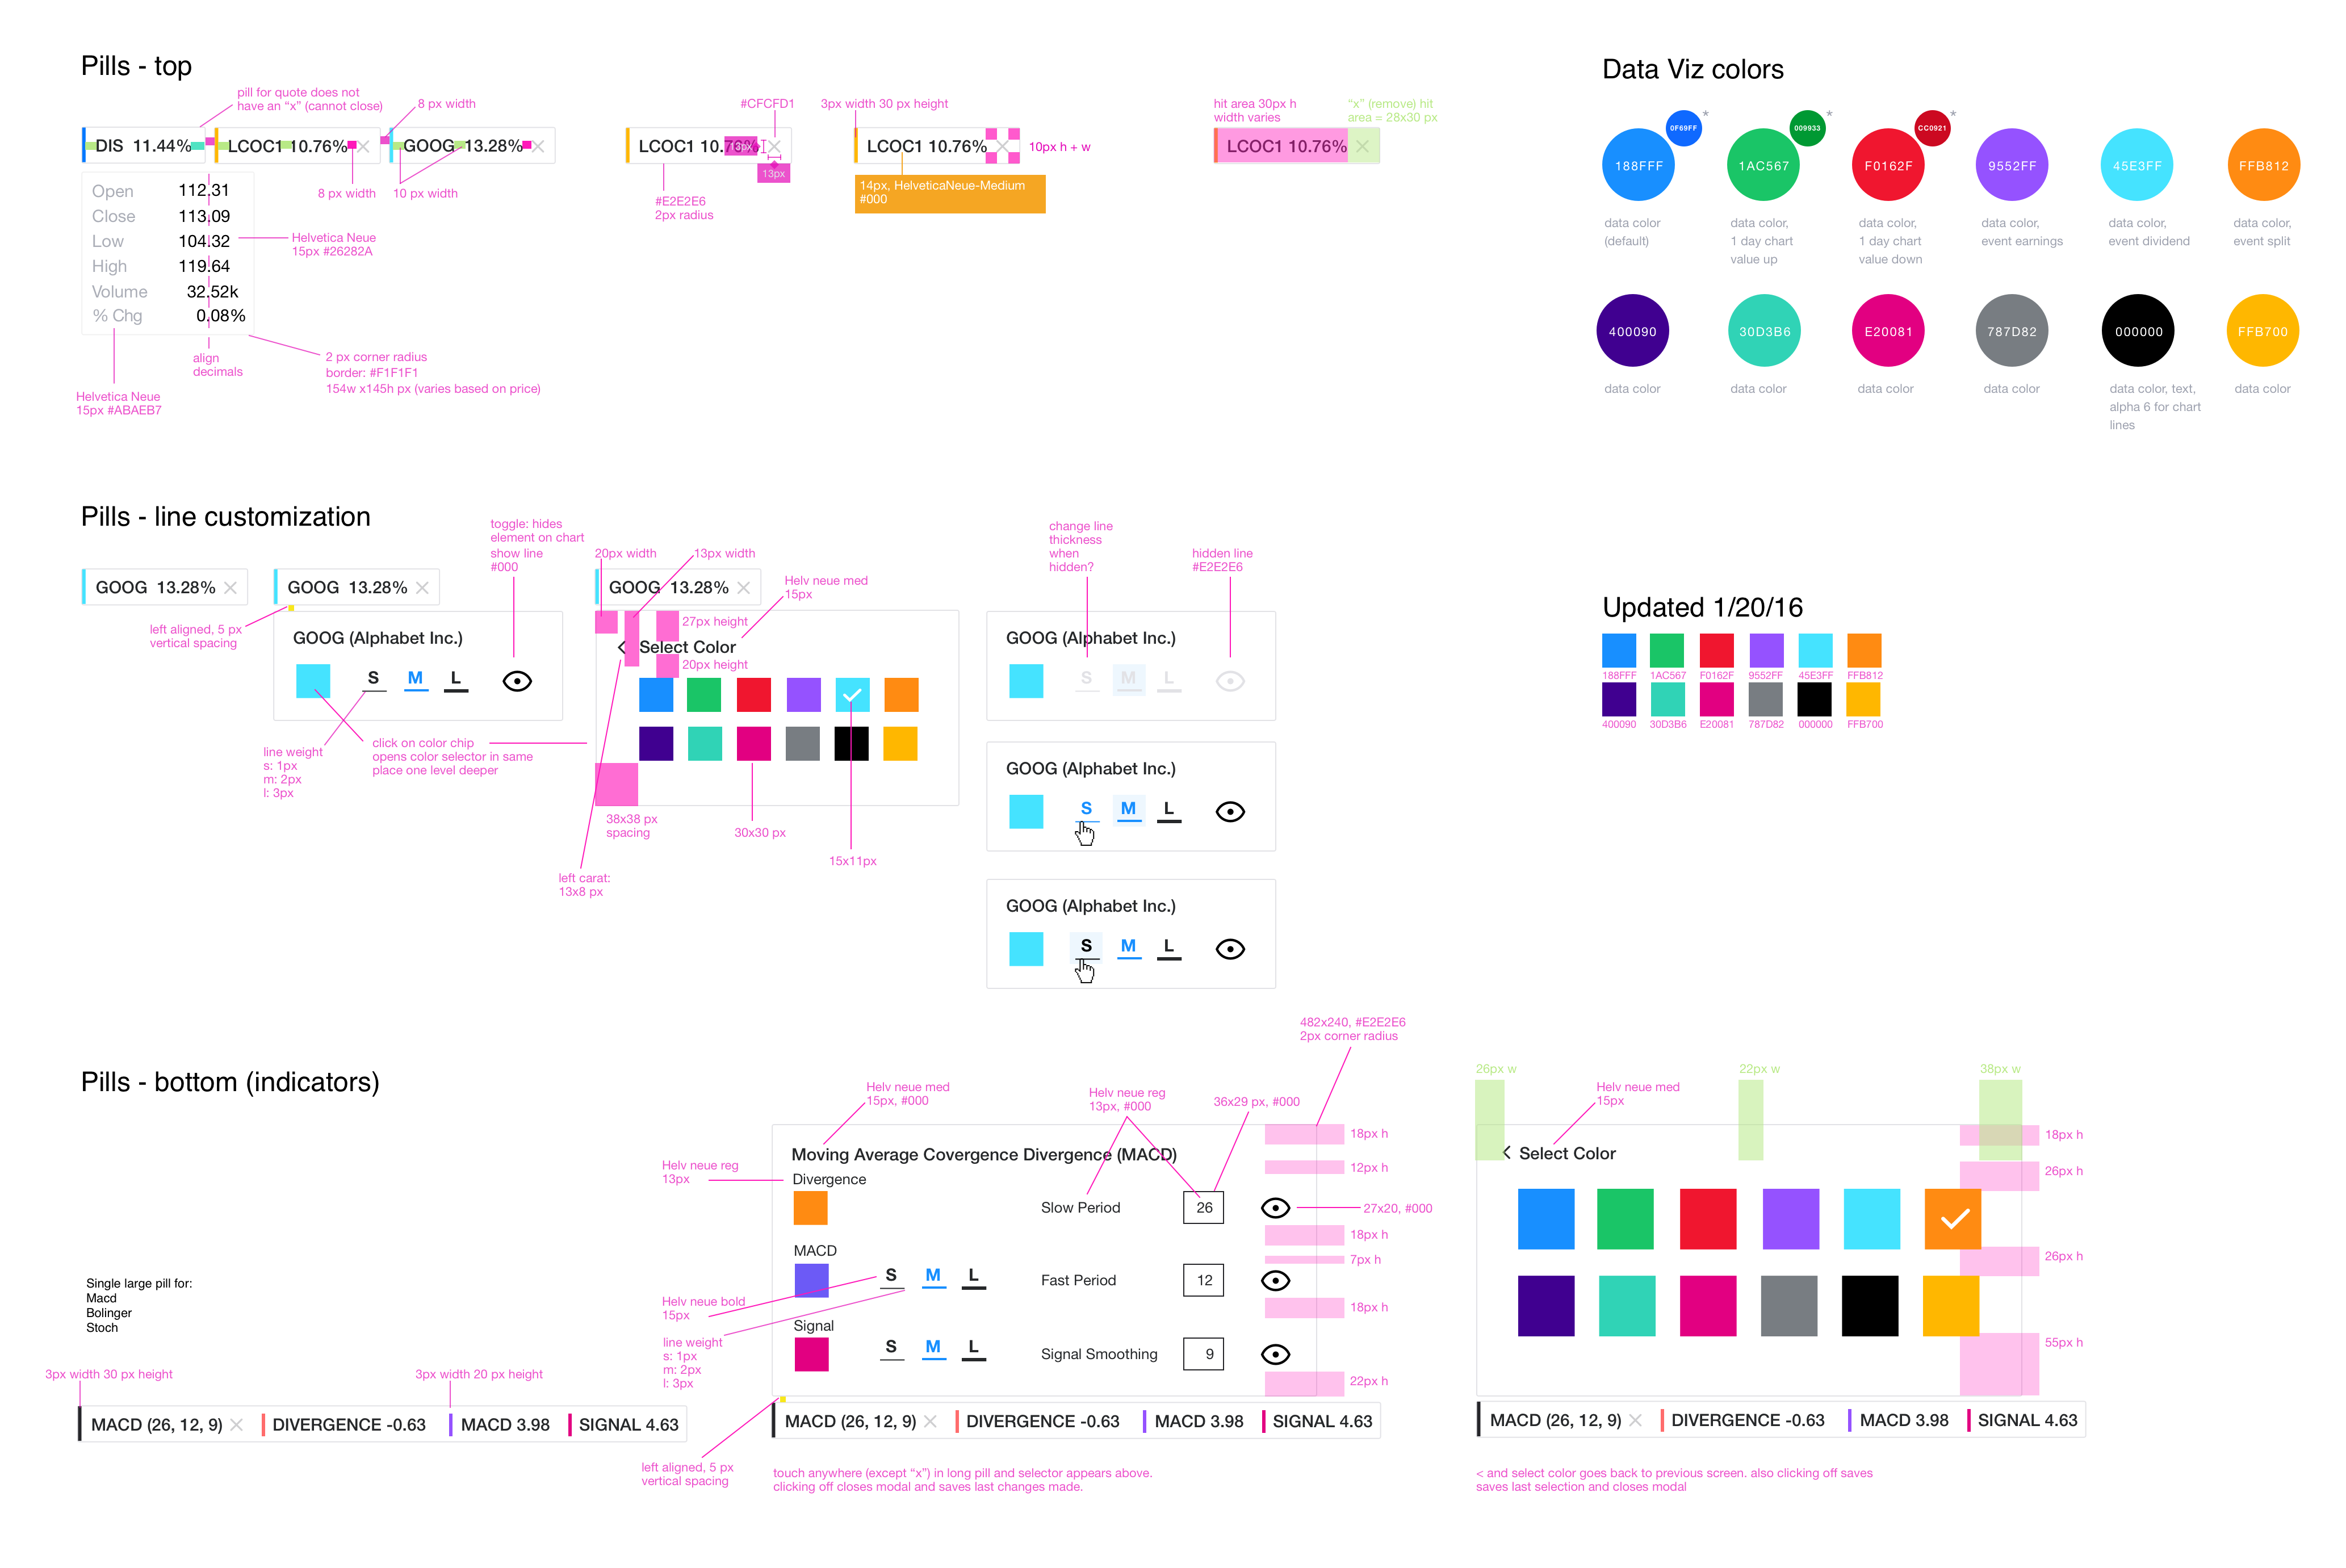 Pills - top
pill for quote does not
have an “x” (cannot close)
8 px width
DIS 11.44%
LCOC1 10.76%
GOOG 13.28%
8 px width
10 px width
Open 112.31
Close 113.09
Low 104.32
High 119.64
Volume 32.52k
% Chg 0.08%
Helvetica Neue
15px #26282A
align
decimals
2 px corner radius
border: #F1F1F1
154w x145h px (varies based on price)
Helvetica Neue
15px #ABAEB7
#CFCFD1
LCOC1 10.76%
13px
13px
#E2E2E6
2px radius
3px width 30 px height
LCOC1 10.76%
10px h + w
14px, HelveticaNeue-Medium
#000
hit area 30px h
width varies
“x” (remove) hit
area = 28x30 px
LCOC1 10.76%
Data Viz colors
0F69FF
*
009933
*
CC0921
*
188FFF
1AC567
F0162F
9552FF
45E3FF
FFB812
data color
(default)
data color,
1 day chart
value up
data color,
1 day chart
value down
data color,
event earnings
data color,
event dividend
data color,
event split
400090
30D3B6
E20081
787D82
000000
FFB700
data color
data color
data color
data color
data color, text,
alpha 6 for chart
lines
data color
Pills - line customization
toggle: hides
element on chart
show line
#000
GOOG 13.28%
GOOG 13.28%
left aligned, 5 px
vertical spacing
GOOG (Alphabet Inc.)
S M L
line weight
s: 1px
m: 2px
l: 3px
click on color chip
opens color selector in same
place one level deeper
20px width
13px width
GOOG 13.28%
Helv neue med
15px
27px height
Select Color
20px height
38x38 px
spacing
30x30 px
15x11px
left carat:
13x8 px
change line
thickness
when
hidden?
hidden line
#E2E2E6
GOOG (Alphabet Inc.)
S M L
GOOG (Alphabet Inc.)
S M L
GOOG (Alphabet Inc.)
S M L
Updated 1/20/16
188FFF 1AC567 F0162F 9552FF 45E3FF FFB812
400090 30D3B6 E20081 787D82 000000 FFB700
Pills - bottom (indicators)
Single large pill for:
Macd
Bolinger
Stoch
3px width 30 px height
3px width 20 px height
MACD (26, 12, 9) DIVERGENCE -0.63 MACD 3.98 SIGNAL 4.63
482x240, #E2E2E6
2px corner radius
Helv neue med
15px, #000
Helv neue reg
13px, #000
36x29 px, #000
Moving Average Covergence Divergence (MACD)
Helv neue reg
13px
Divergence
Slow Period 26
MACD
S M L
Fast Period 12
Helv neue bold
15px
Signal
S M L
Signal Smoothing 9
line weight
s: 1px
m: 2px
l: 3px
18px h
12px h
27x20, #000
18px h
7px h
18px h
22px h
MACD (26, 12, 9) DIVERGENCE -0.63 MACD 3.98 SIGNAL 4.63
left aligned, 5 px
vertical spacing
touch anywhere (except “x”) in long pill and selector appears above.
clicking off closes modal and saves last changes made.
26px w
22px w
38px w
Helv neue med
15px
Select Color
18px h
26px h
26px h
55px h
MACD (26, 12, 9) DIVERGENCE -0.63 MACD 3.98 SIGNAL 4.63
< and select color goes back to previous screen. also clicking off saves
saves last selection and closes modal